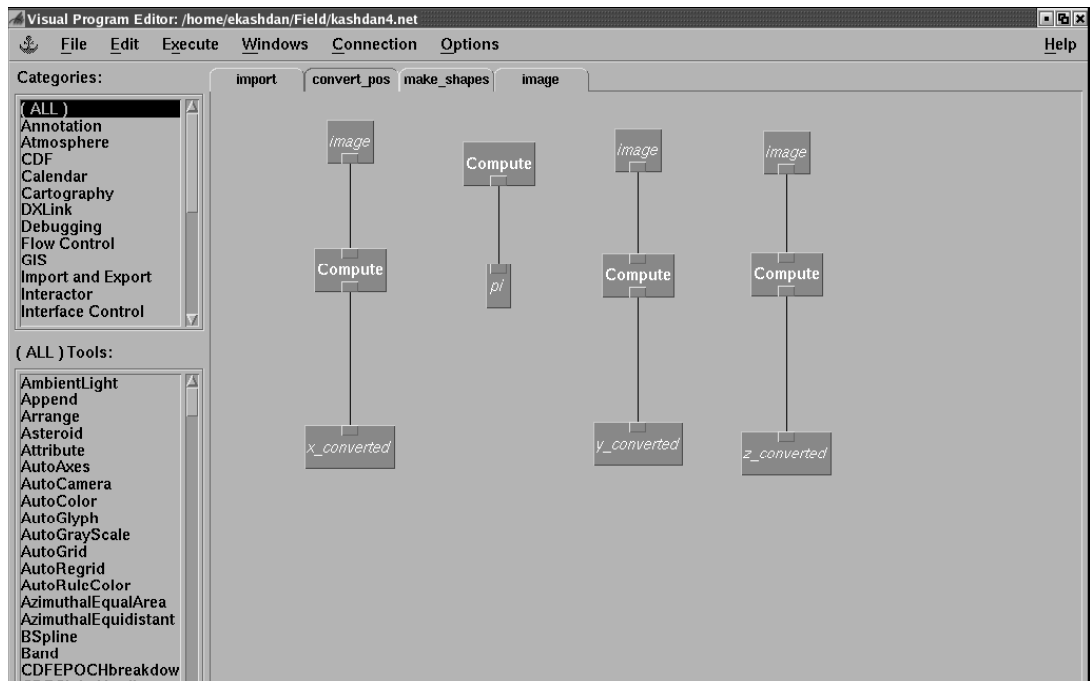 Visual Program Editor: /home/ekashdan/Field/kashdan4.net
File Edit Execute Windows Connection Options Help
Categories:
import convert_pos make_shapes image
( ALL )
Annotation
Atmosphere
CDF
Calendar
Cartography
DXLink
Debugging
Flow Control
GIS
Import and Export
Interactor
Interface Control
( ALL ) Tools:
AmbientLight
Append
Arrange
Asteroid
Attribute
AutoAxes
AutoCamera
AutoColor
AutoGlyph
AutoGrayScale
AutoGrid
AutoRegrid
AutoRuleColor
AzimuthalEqualArea
AzimuthalEquidistant
BSpline
Band
CDFEPOCHbreakdow
image
Compute
image
image
Compute
pi
Compute
Compute
x_converted
y_converted
z_converted